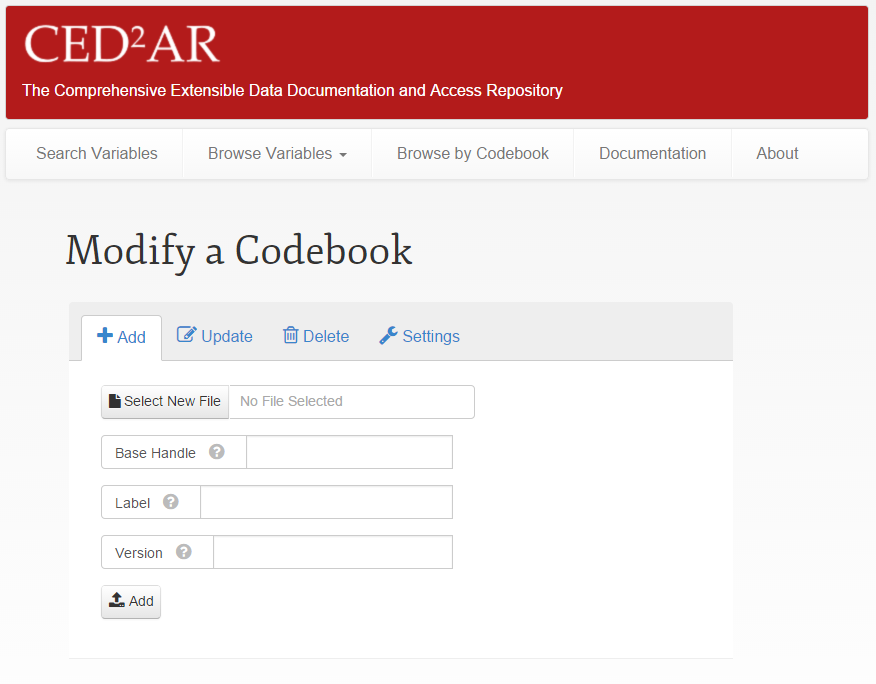 CED²AR
The Comprehensive Extensible Data Documentation and Access Repository
Search Variables Browse Variables Browse by Codebook Documentation About
Modify a Codebook
Add Update Delete Settings
Select New File No File Selected
Base Handle ?
Label ?
Version ?
Add